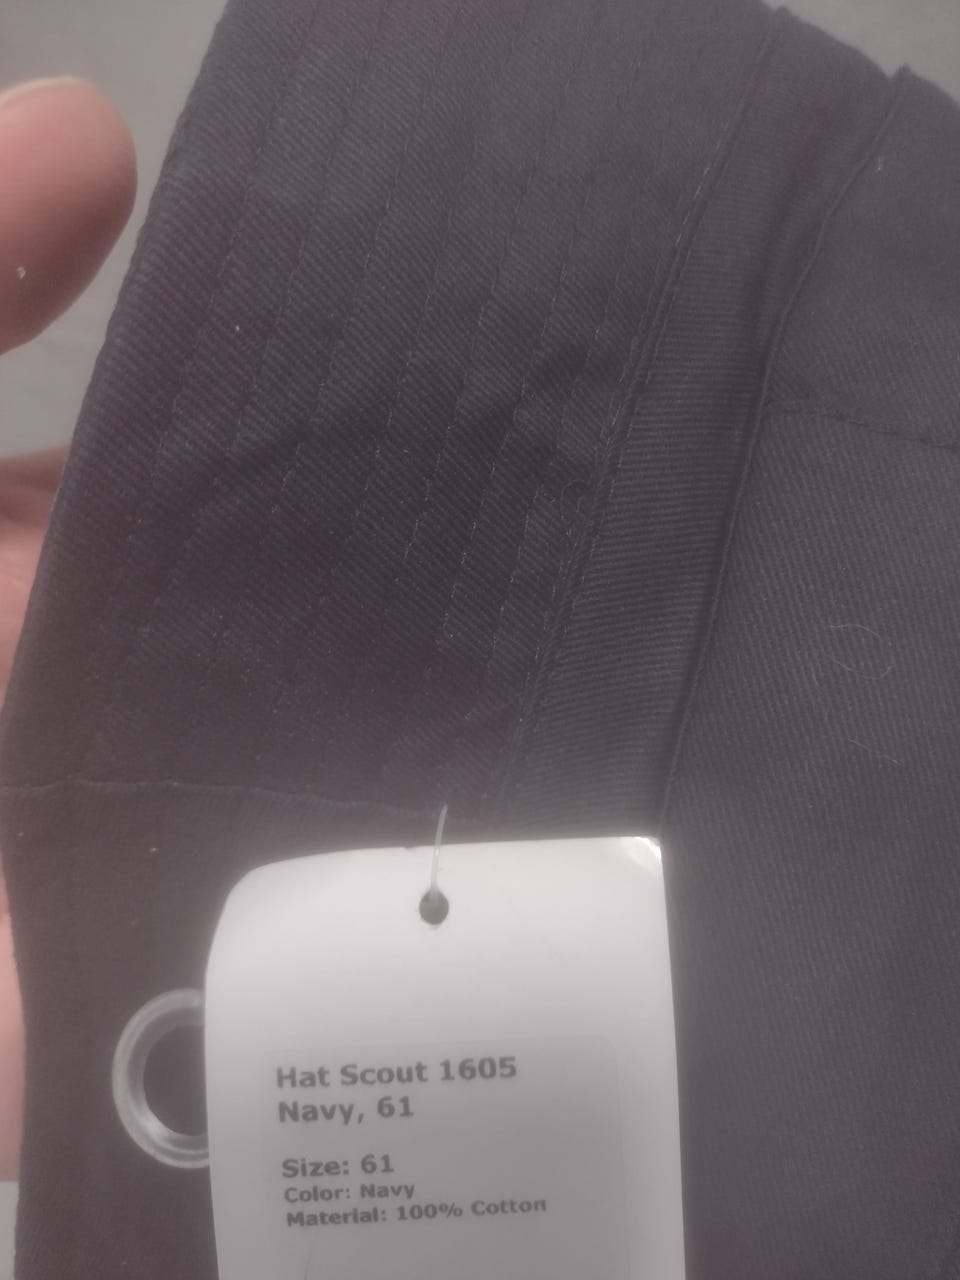 Hat Scout 1605
Navy, 61
Size: 61
Color: Navy
Material: 100% Cotton